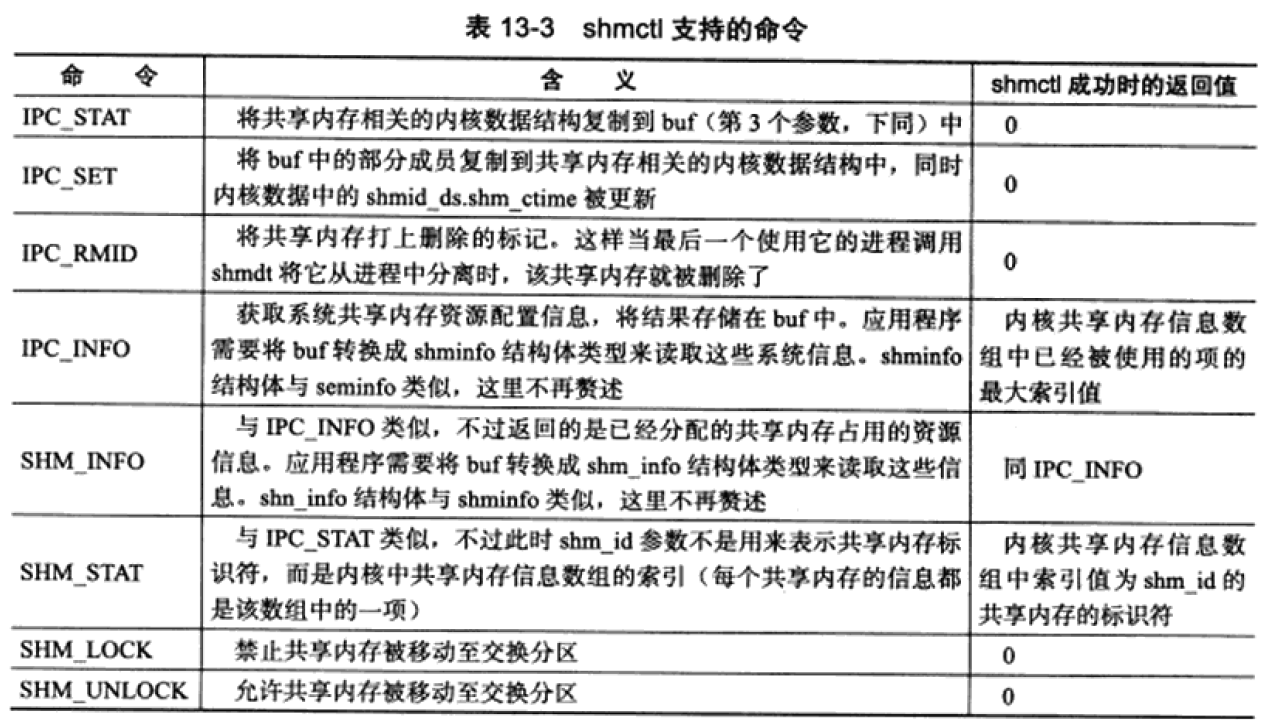 表 13-3 shmctl 支持的命令
命 令 含 义 shmctl 成功时的返回值
IPC_STAT 将共享内存相关的内核数据结构复制到 buf（第 3 个参数，下同）中 0
IPC_SET 将 buf 中的部分成员复制到共享内存相关的内核数据结构中，同时
内核数据中的 shmid_ds.shm_ctime 被更新 0
IPC_RMID 将共享内存打上删除的标记。这样当最后一个使用它的进程调用
shmdt 将它从进程中分离时，该共享内存就被删除了 0
IPC_INFO 获取系统共享内存资源配置信息，将结果存储在 buf 中。应用程序
需要将 buf 转换成 shminfo 结构体类型来读取这些系统信息。shminfo
结构体与 seminfo 类似，这里不再赘述
内核共享内存信息数
组中已经被使用的项的
最大索引值
SHM_INFO 与 IPC_INFO 类似，不过返回的是已经分配的共享内存占用的资源
信息。应用程序需要将 buf 转换成 shm_info 结构体类型来读取这些信
息。shn_info 结构体与 shminfo 类似，这里不再赘述
同 IPC_INFO
SHM_STAT 与 IPC_STAT 类似，不过此时 shm_id 参数不是用来表示共享内存标
识符，而是内核中共享内存信息数组的索引（每个共享内存的信息都
是该数组中的一项）
内核共享内存信息数
组中索引值为 shm_id 的
共享内存的标识符
SHM_LOCK 禁止共享内存被移动至交换分区 0
SHM_UNLOCK 允许共享内存被移动至交换分区 0